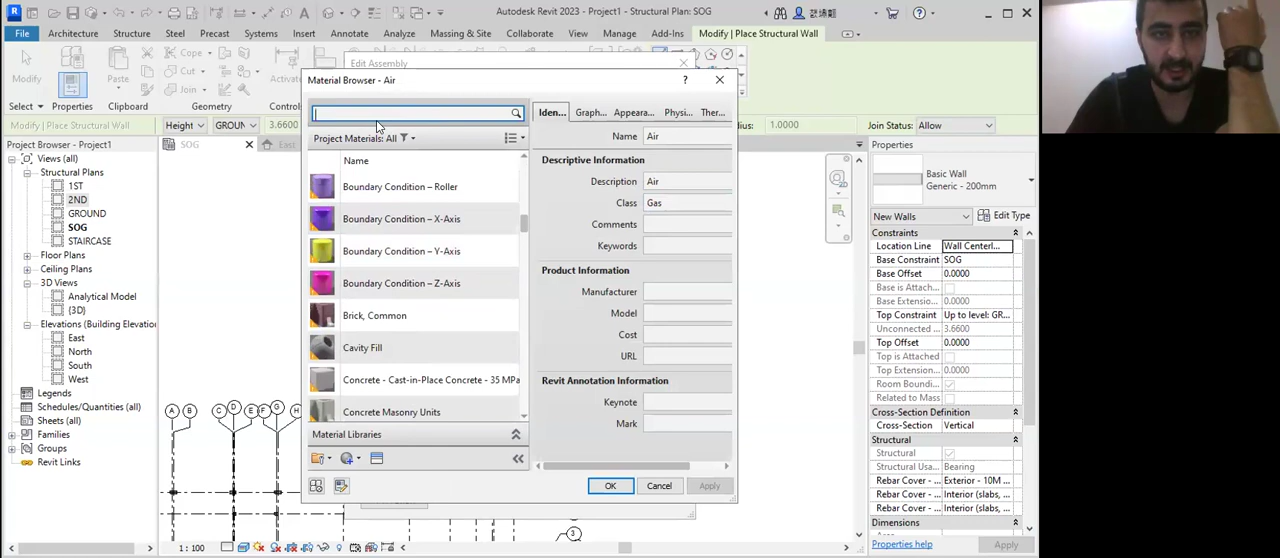 Autodesk Revit 2023 - Project1 - Structural Plan: SOG
File Architecture Structure Steel Precast Systems Insert Annotate Analyze Massing & Site Collaborate View Manage Add-Ins Modify | Place Structural Wall
Modify
Properties
Paste
Cope
Cut
Join
Activate
Select Properties Clipboard Geometry
Modify | Place Structural Wall Height GROUN 3.6600 1.0000 Join Status: Allow
Edit Assembly
Material Browser - Air
Project Materials: All
Name
Boundary Condition – Roller
Boundary Condition – X-Axis
Boundary Condition – Y-Axis
Boundary Condition – Z-Axis
Brick, Common
Cavity Fill
Concrete - Cast-in-Place Concrete - 35 MPa
Concrete Masonry Units
Material Libraries
Iden... Graph... Appeara... Physi... Ther...
Name Air
Descriptive Information
Description Air
Class Gas
Comments
Keywords
Product Information
Manufacturer
Model
Cost
URL
Revit Annotation Information
Keynote
Mark
OK Cancel Apply
Project Browser - Project1
SOG
East
Views (all)
Structural Plans
1ST
2ND
GROUND
SOG
STAIRCASE
Floor Plans
Ceiling Plans
3D Views
Analytical Model
{3D}
Elevations (Building Elevation
East
North
South
West
Legends
Schedules/Quantities (all)
Sheets (all)
Families
Groups
Revit Links
A B C D E F G H
3
1 : 100
Properties
Basic Wall
Generic - 200mm
New Walls Edit Type
Constraints
Location Line Wall Centerl...
Base Constraint SOG
Base Offset 0.0000
Base is Attach...
Base Extensio...
Top Constraint Up to level: GR...
Unconnected ... 3.6600
Top Offset 0.0000
Top is Attached
Top Extension...
Room Boundi...
Related to Mass
Cross-Section Definition
Cross-Section Vertical
Structural
Structural
Structural Usa... Bearing
Rebar Cover - ... Exterior - 10M ...
Rebar Cover - ... Interior (slabs, ...
Rebar Cover - ... Interior (slabs, ...
Dimensions
Properties help Apply